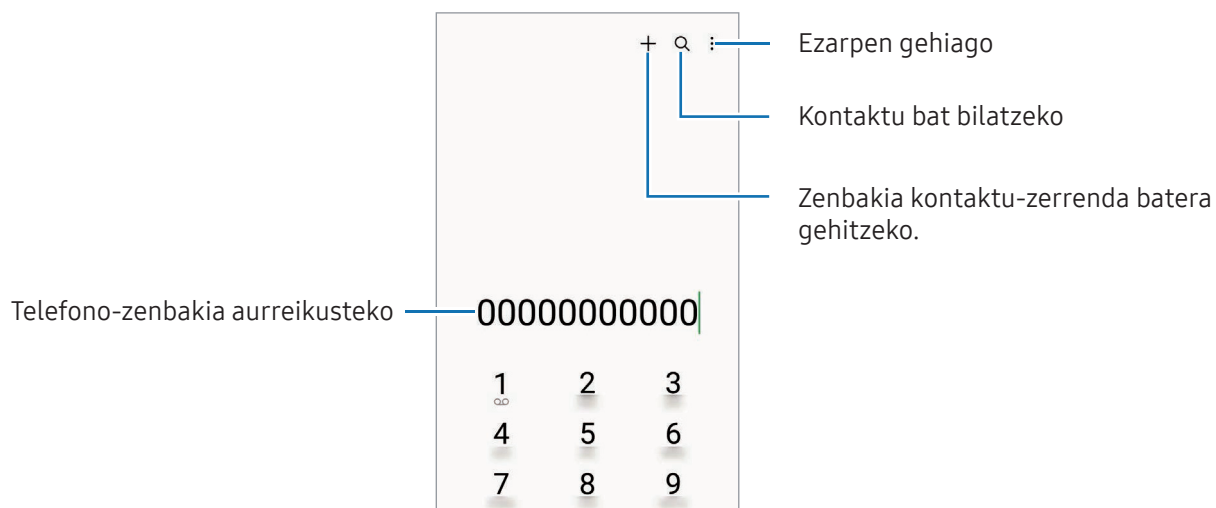 Ezarpen gehiago
Kontaktu bat bilatzeko
Zenbakia kontaktu-zerrenda batera
gehitzeko.
Telefono-zenbakia aurreikusteko
00000000000
1 2 3
4 5 6
7 8 9